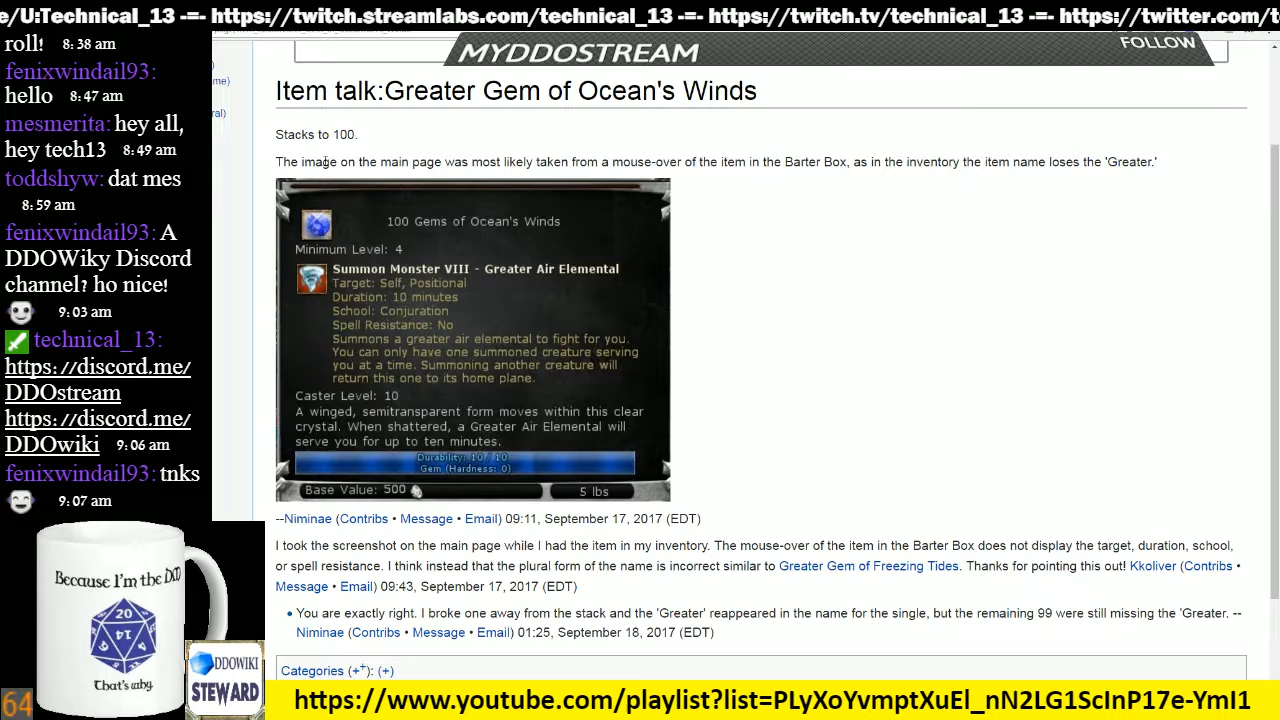 e/U:Technical_13 -=- https://twitch.streamlabs.com/technical_13 -=- https://twitch.tv/technical_13 -=- https://twitter.com/t
MYDDOSTREAM
FOLLOW
roll! 8:38 am
fenixwindail93:
hello 8:47 am
mesmerita: hey all,
hey tech13 8:49 am
toddshyw: dat mes
8:59 am
fenixwindail93: A
DDOWiky Discord
channel? ho nice!
9:03 am
technical_13:
https://discord.me/
DDOstream
https://discord.me/
DDOwiki 9:06 am
fenixwindail93: tnks
9:07 am
Because I'm the DM
20
14
That's why.
DDOWIKI
STEWARD
64
me)
ral)
Item talk:Greater Gem of Ocean's Winds
Stacks to 100.
The image on the main page was most likely taken from a mouse-over of the item in the Barter Box, as in the inventory the item name loses the 'Greater.'
100 Gems of Ocean's Winds
Minimum Level: 4
Summon Monster VIII - Greater Air Elemental
Target: Self, Positional
Duration: 10 minutes
School: Conjuration
Spell Resistance: No
Summons a greater air elemental to fight for you.
You can only have one summoned creature serving
you at a time. Summoning another creature will
return this one to its home plane.
Caster Level: 10
A winged, semitransparent form moves within this clear
crystal. When shattered, a Greater Air Elemental will
serve you for up to ten minutes.
Durability: 10 / 10
Gem (Hardness: 0)
Base Value: 500
5 lbs
--Niminae (Contribs • Message • Email) 09:11, September 17, 2017 (EDT)
I took the screenshot on the main page while I had the item in my inventory. The mouse-over of the item in the Barter Box does not display the target, duration, school,
or spell resistance. I think instead that the plural form of the name is incorrect similar to Greater Gem of Freezing Tides. Thanks for pointing this out! Kkoliver (Contribs •
Message • Email) 09:43, September 17, 2017 (EDT)
• You are exactly right. I broke one away from the stack and the 'Greater' reappeared in the name for the single, but the remaining 99 were still missing the 'Greater. --
Niminae (Contribs • Message • Email) 01:25, September 18, 2017 (EDT)
Categories (++): (+)
https://www.youtube.com/playlist?list=PLyXoYvmptXuEl_nN2LG1ScInP17e-YmI1